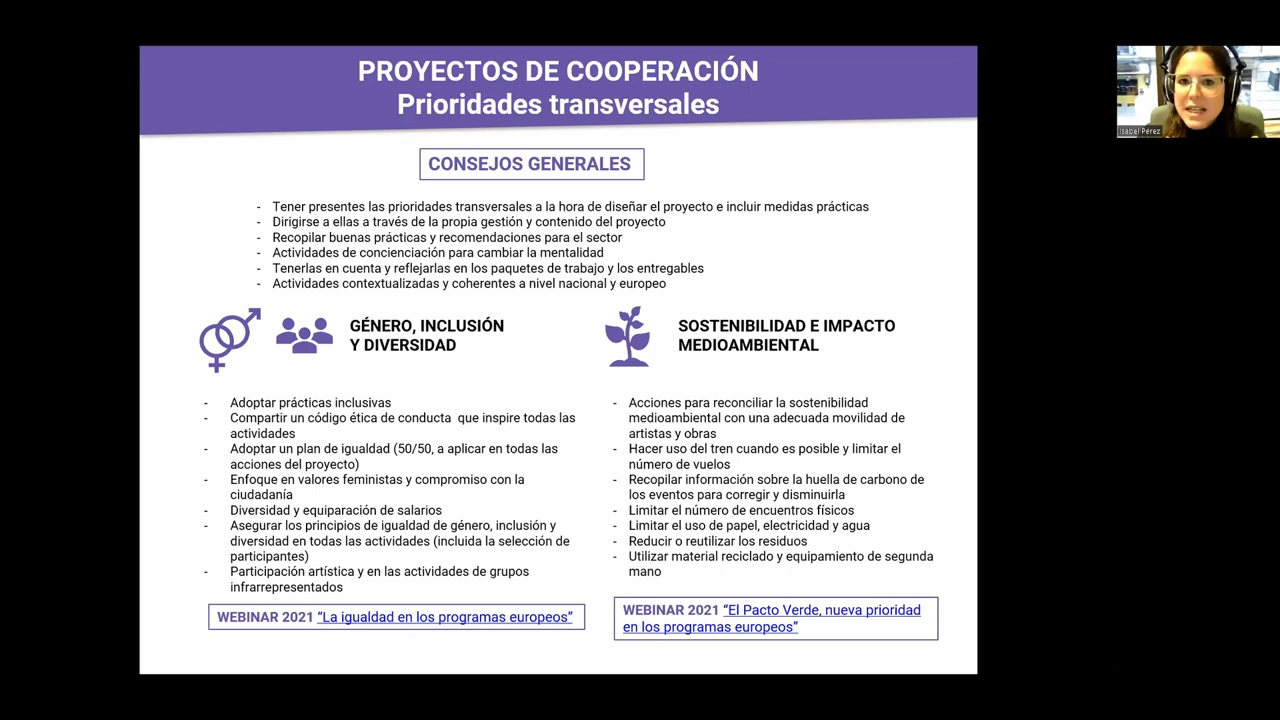 PROYECTOS DE COOPERACIÓN
Prioridades transversales
CONSEJOS GENERALES
- Tener presentes las prioridades transversales a la hora de diseñar el proyecto e incluir medidas prácticas
- Dirigirse a ellas a través de la propia gestión y contenido del proyecto
- Recopilar buenas prácticas y recomendaciones para el sector
- Actividades de concienciación para cambiar la mentalidad
- Tenerlas en cuenta y reflejarlas en los paquetes de trabajo y los entregables
- Actividades contextualizadas y coherentes a nivel nacional y europeo
GÉNERO, INCLUSIÓN
Y DIVERSIDAD
- Adoptar prácticas inclusivas
- Compartir un código ética de conducta que inspire todas las
actividades
- Adoptar un plan de igualdad (50/50, a aplicar en todas las
acciones del proyecto)
- Enfoque en valores feministas y compromiso con la
ciudadanía
- Diversidad y equiparación de salarios
- Asegurar los principios de igualdad de género, inclusión y
diversidad en todas las actividades (incluida la selección de
participantes)
- Participación artística y en las actividades de grupos
infrarrepresentados
WEBINAR 2021 “La igualdad en los programas europeos”
SOSTENIBILIDAD E IMPACTO
MEDIOAMBIENTAL
- Acciones para reconciliar la sostenibilidad
medioambiental con una adecuada movilidad de
artistas y obras
- Hacer uso del tren cuando es posible y limitar el
número de vuelos
- Recopilar información sobre la huella de carbono de
los eventos para corregir y disminuirla
- Limitar el número de encuentros físicos
- Limitar el uso de papel, electricidad y agua
- Reducir o reutilizar los residuos
- Utilizar material reciclado y equipamiento de segunda
mano
WEBINAR 2021 “El Pacto Verde, nueva prioridad
en los programas europeos”
Isabel Pérez